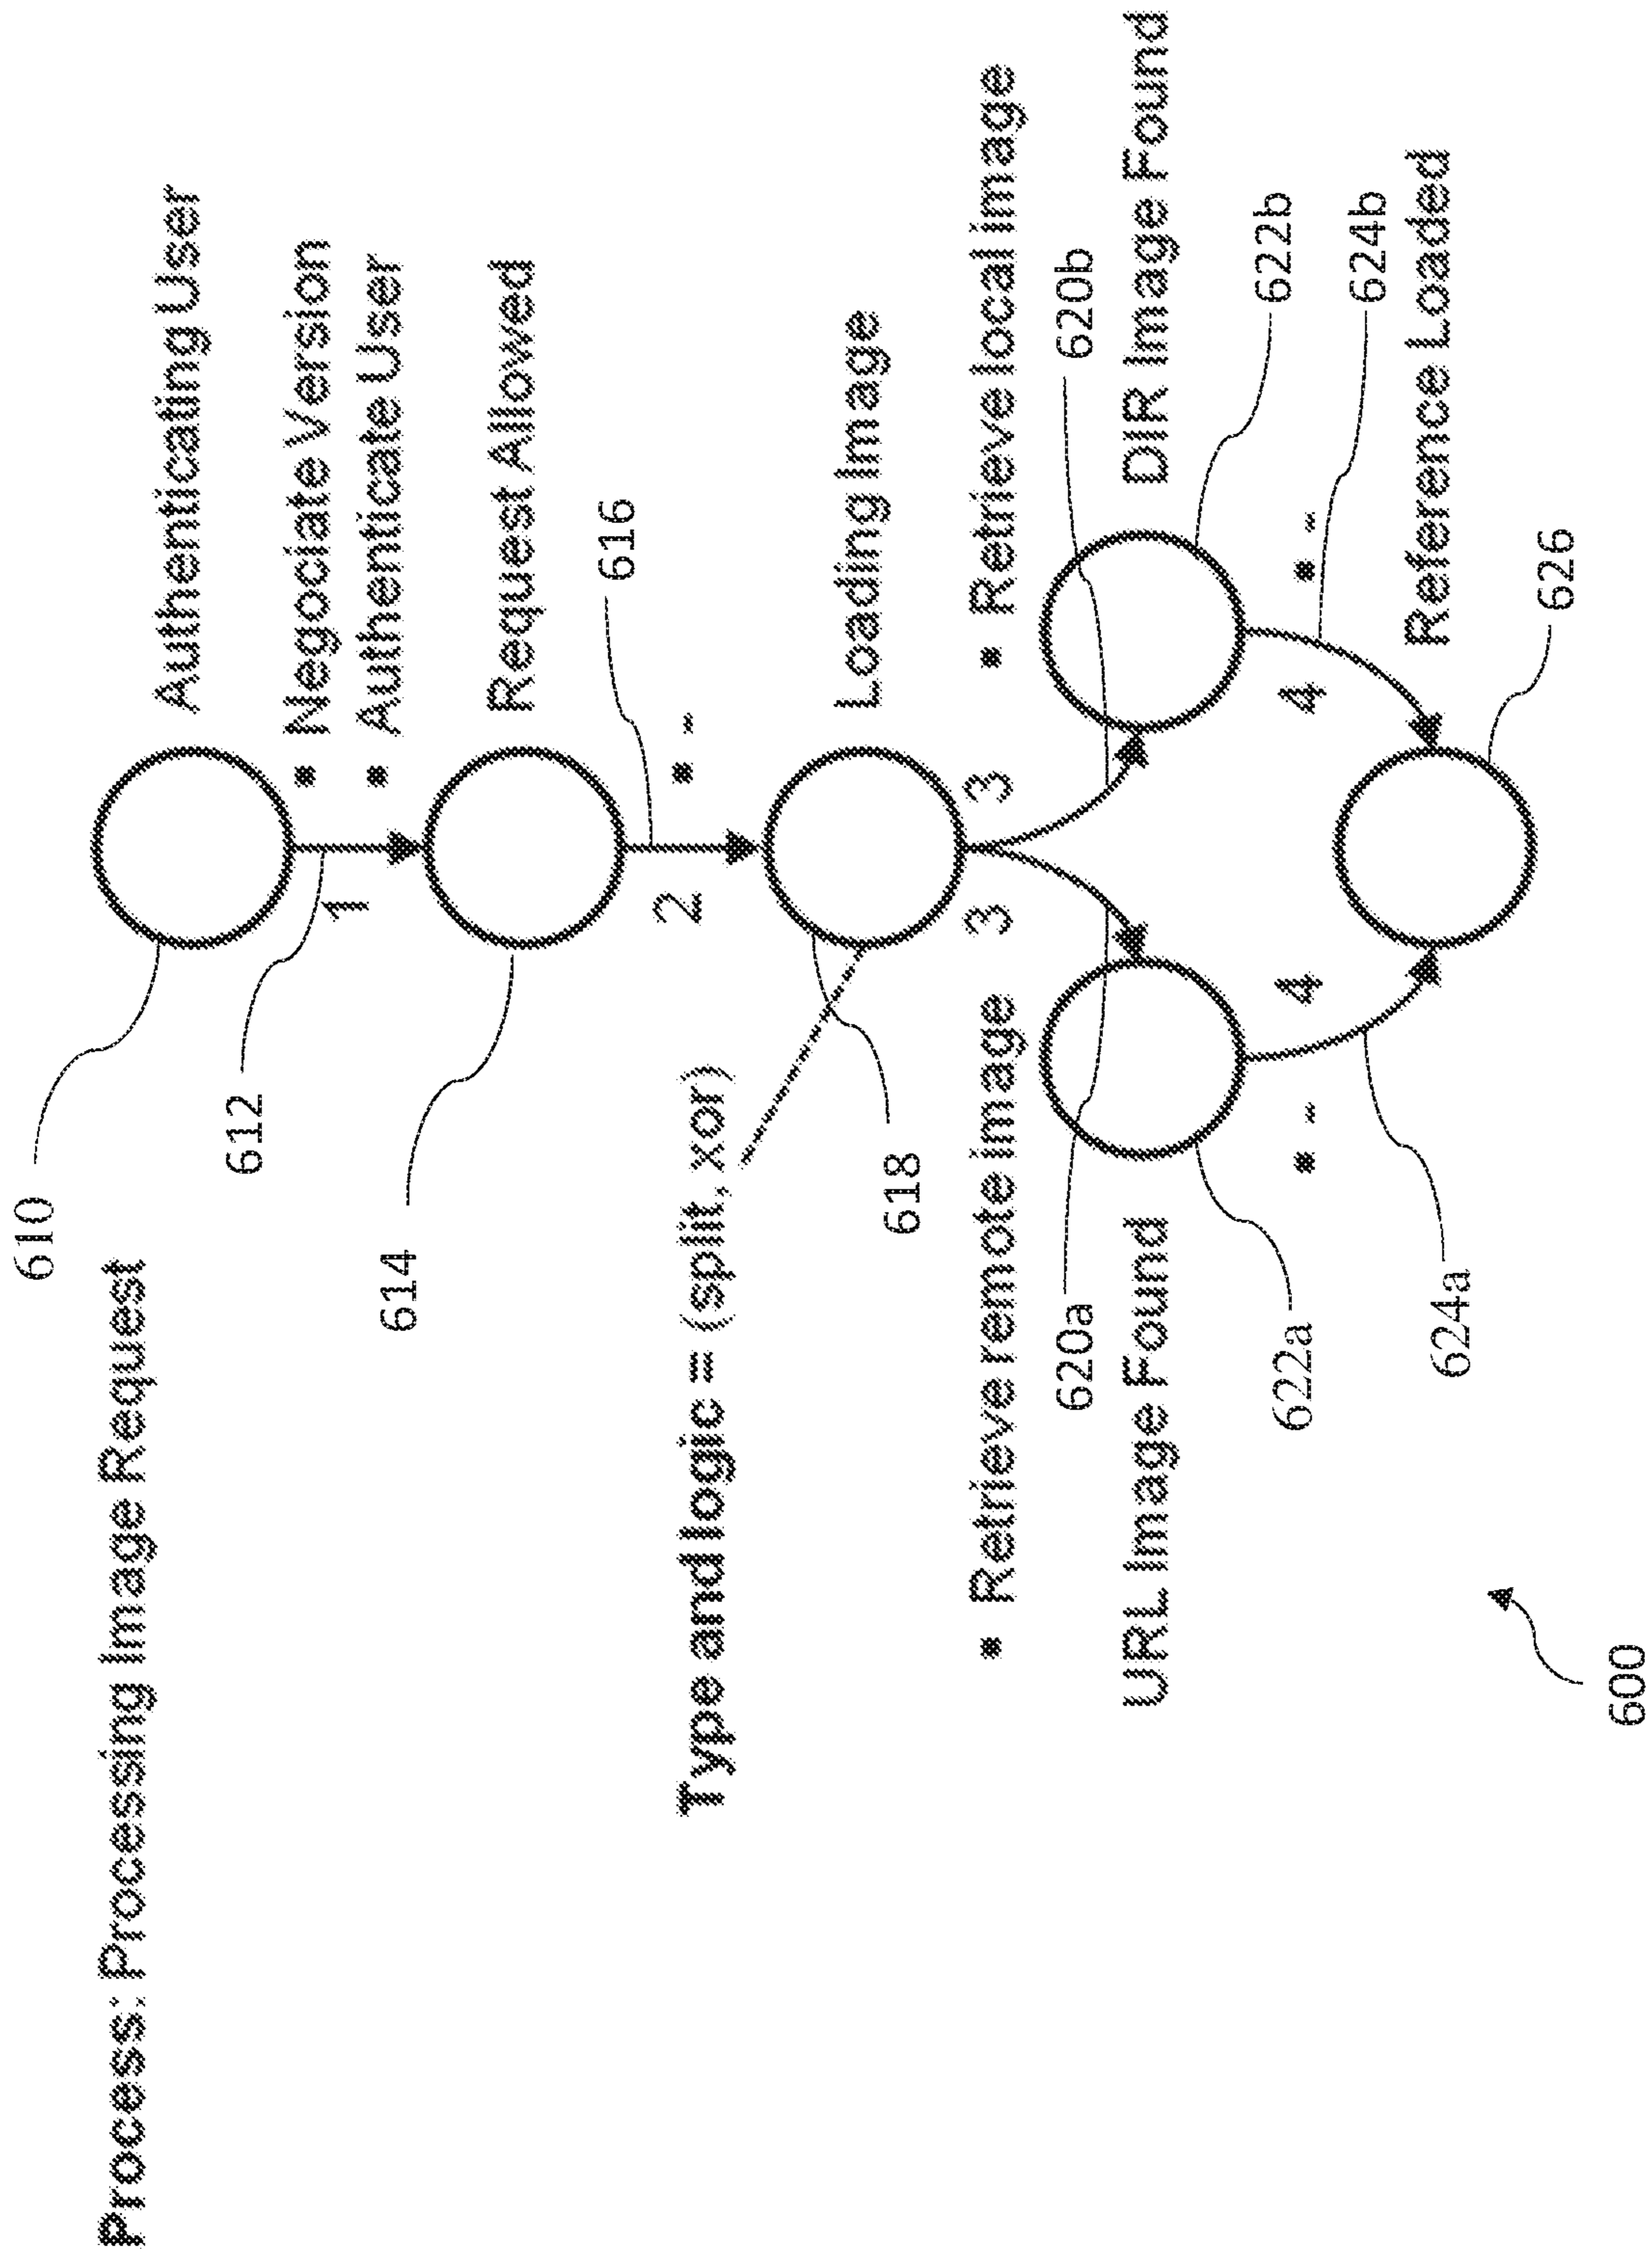 610
Process: Processing Image Request
Authenticating User
612
1
▪ Negociate Version
▪ Authenticate User
614
Request Allowed
616
2
▪ -
Type and logic = (split, xor)
618
Loading Image
▪ Retrieve remote image
3
3
▪ Retrieve local image
620a
620b
URL Image Found
DIR Image Found
622a
622b
▪ -
4
4
▪ -
624a
624b
Reference Loaded
626
600